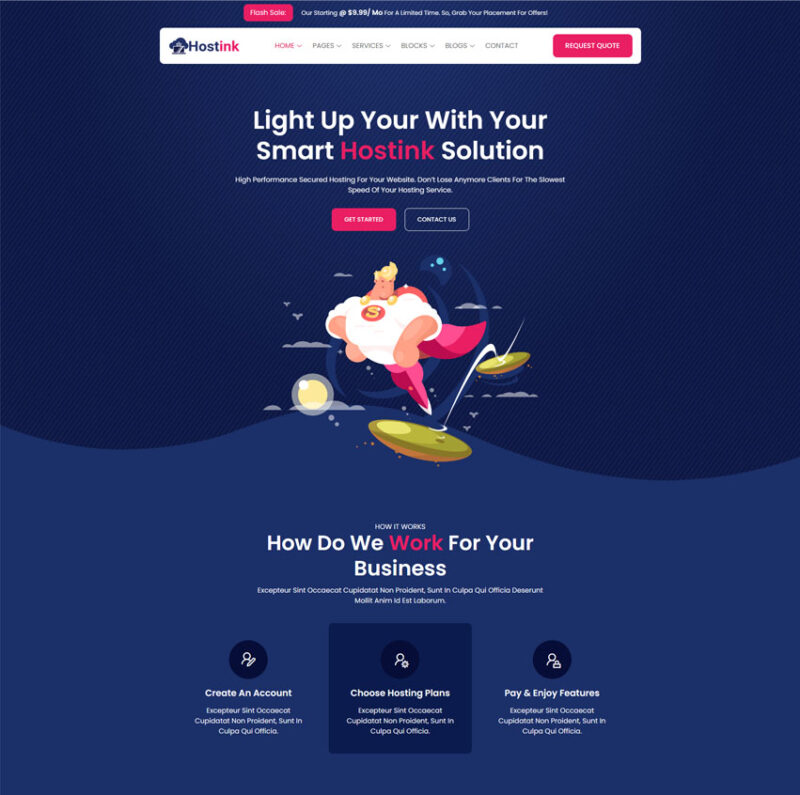 Flash Sale: Our Starting @ $9.99/ Mo For A Limited Time. So, Grab Your Placement For Offers!
Hostink HOME PAGES SERVICES BLOCKS BLOGS CONTACT REQUEST QUOTE
Light Up Your With Your
Smart Hostink Solution
High Performance Secured Hosting For Your Website. Don't Lose Anymore Clients For The Slowest
Speed Of Your Hosting Service.
GET STARTED CONTACT US
S
HOW IT WORKS
How Do We Work For Your
Business
Excepteur Sint Occaecat Cupidatat Non Proident, Sunt In Culpa Qui Officia Deserunt
Mollit Anim Id Est Laborum.
Create An Account
Excepteur Sint Occaecat
Cupidatat Non Proident, Sunt In
Culpa Qui Officia.
Choose Hosting Plans
Excepteur Sint Occaecat
Cupidatat Non Proident, Sunt In
Culpa Qui Officia.
Pay & Enjoy Features
Excepteur Sint Occaecat
Cupidatat Non Proident, Sunt In
Culpa Qui Officia.